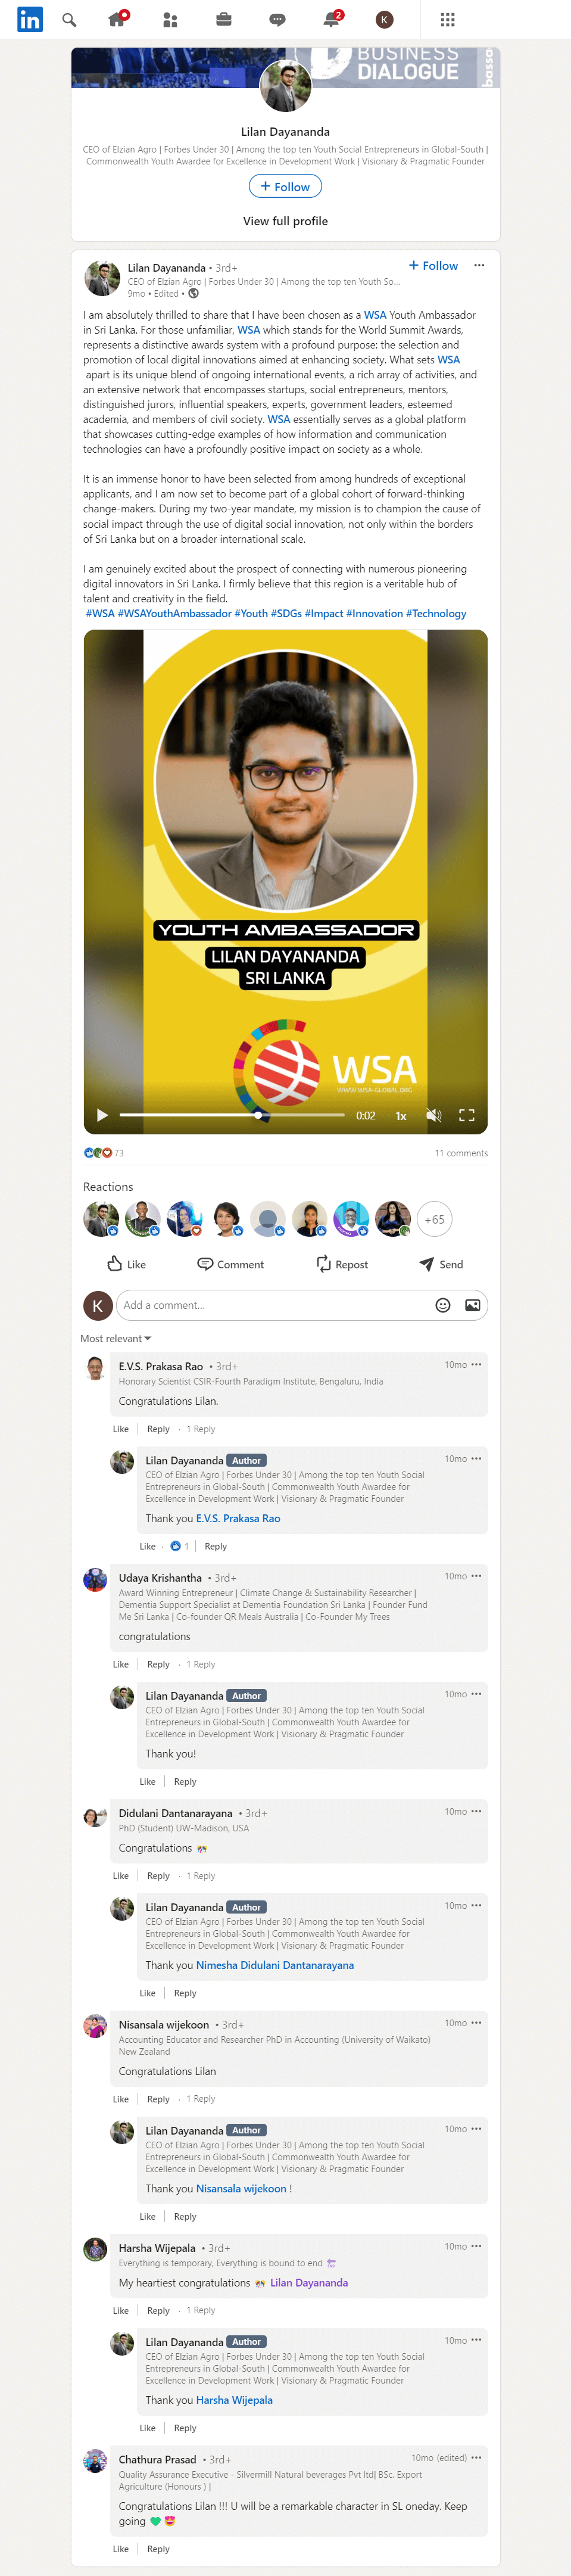 in
2
K
BUSINESS
DIALOGUE
bassa
Lilan Dayananda
CEO of Elzian Agro | Forbes Under 30 | Among the top ten Youth Social Entrepreneurs in Global-South |
Commonwealth Youth Awardee for Excellence in Development Work | Visionary & Pragmatic Founder
+ Follow
View full profile
Lilan Dayananda • 3rd+
+ Follow
CEO of Elzian Agro | Forbes Under 30 | Among the top ten Youth So...
9mo • Edited •
I am absolutely thrilled to share that I have been chosen as a WSA Youth Ambassador
in Sri Lanka. For those unfamiliar, WSA which stands for the World Summit Awards,
represents a distinctive awards system with a profound purpose: the selection and
promotion of local digital innovations aimed at enhancing society. What sets WSA
apart is its unique blend of ongoing international events, a rich array of activities, and
an extensive network that encompasses startups, social entrepreneurs, mentors,
distinguished jurors, influential speakers, experts, government leaders, esteemed
academia, and members of civil society. WSA essentially serves as a global platform
that showcases cutting-edge examples of how information and communication
technologies can have a profoundly positive impact on society as a whole.
It is an immense honor to have been selected from among hundreds of exceptional
applicants, and I am now set to become part of a global cohort of forward-thinking
change-makers. During my two-year mandate, my mission is to champion the cause of
social impact through the use of digital social innovation, not only within the borders
of Sri Lanka but on a broader international scale.
I am genuinely excited about the prospect of connecting with numerous pioneering
digital innovators in Sri Lanka. I firmly believe that this region is a veritable hub of
talent and creativity in the field.
#WSA #WSAYouthAmbassador #Youth #SDGs #Impact #Innovation #Technology
YOUTH AMBASSADOR
LILAN DAYANANDA
SRI LANKA
WSA
WWW.WSA-GLOBAL.ORG
0:02 1x
73
11 comments
Reactions
+65
Like Comment Repost Send
K
Add a comment...
Most relevant
E.V.S. Prakasa Rao • 3rd+
10mo
Honorary Scientist CSIR-Fourth Paradigm Institute, Bengaluru, India
Congratulations Lilan.
Like Reply · 1 Reply
Lilan Dayananda Author
10mo
CEO of Elzian Agro | Forbes Under 30 | Among the top ten Youth Social
Entrepreneurs in Global-South | Commonwealth Youth Awardee for
Excellence in Development Work | Visionary & Pragmatic Founder
Thank you E.V.S. Prakasa Rao
Like · 1 Reply
Udaya Krishantha • 3rd+
10mo
Award Winning Entrepreneur | Climate Change & Sustainability Researcher |
Dementia Support Specialist at Dementia Foundation Sri Lanka | Founder Fund
Me Sri Lanka | Co-founder QR Meals Australia | Co-Founder My Trees
congratulations
Like Reply · 1 Reply
Lilan Dayananda Author
10mo
CEO of Elzian Agro | Forbes Under 30 | Among the top ten Youth Social
Entrepreneurs in Global-South | Commonwealth Youth Awardee for
Excellence in Development Work | Visionary & Pragmatic Founder
Thank you!
Like Reply
Didulani Dantanarayana • 3rd+
10mo
PhD (Student) UW-Madison, USA
Congratulations 🎊
Like Reply · 1 Reply
Lilan Dayananda Author
10mo
CEO of Elzian Agro | Forbes Under 30 | Among the top ten Youth Social
Entrepreneurs in Global-South | Commonwealth Youth Awardee for
Excellence in Development Work | Visionary & Pragmatic Founder
Thank you Nimesha Didulani Dantanarayana
Like Reply
Nisansala wijekoon • 3rd+
10mo
Accounting Educator and Researcher PhD in Accounting (University of Waikato)
New Zealand
Congratulations Lilan
Like Reply · 1 Reply
Lilan Dayananda Author
10mo
CEO of Elzian Agro | Forbes Under 30 | Among the top ten Youth Social
Entrepreneurs in Global-South | Commonwealth Youth Awardee for
Excellence in Development Work | Visionary & Pragmatic Founder
Thank you Nisansala wijekoon !
Like Reply
Harsha Wijepala • 3rd+
10mo
Everything is temporary, Everything is bound to end 🔚
My heartiest congratulations 🎊 Lilan Dayananda
Like Reply · 1 Reply
Lilan Dayananda Author
10mo
CEO of Elzian Agro | Forbes Under 30 | Among the top ten Youth Social
Entrepreneurs in Global-South | Commonwealth Youth Awardee for
Excellence in Development Work | Visionary & Pragmatic Founder
Thank you Harsha Wijepala
Like Reply
Chathura Prasad • 3rd+
10mo (edited)
Quality Assurance Executive - Silvermill Natural beverages Pvt ltd| BSc. Export
Agriculture (Honours ) |
Congratulations Lilan !!! U will be a remarkable character in SL oneday. Keep
going 💚 😍
Like Reply